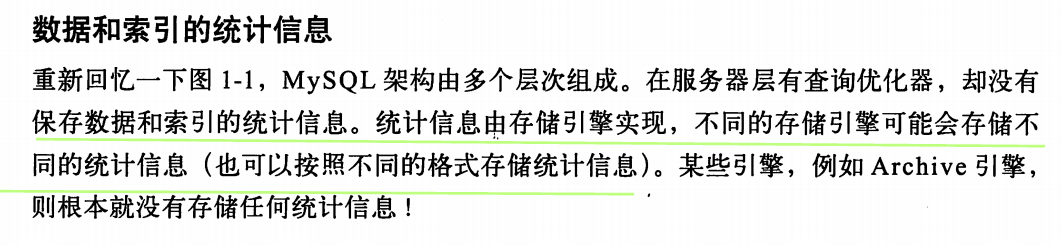 数据和索引的统计信息
重新回忆一下图 1-1，MySQL 架构由多个层次组成。在服务器层有查询优化器，却没有
保存数据和索引的统计信息。统计信息由存储引擎实现，不同的存储引擎可能会存储不
同的统计信息（也可以按照不同的格式存储统计信息）。某些引擎，例如 Archive 引擎，
则根本就没有存储任何统计信息！